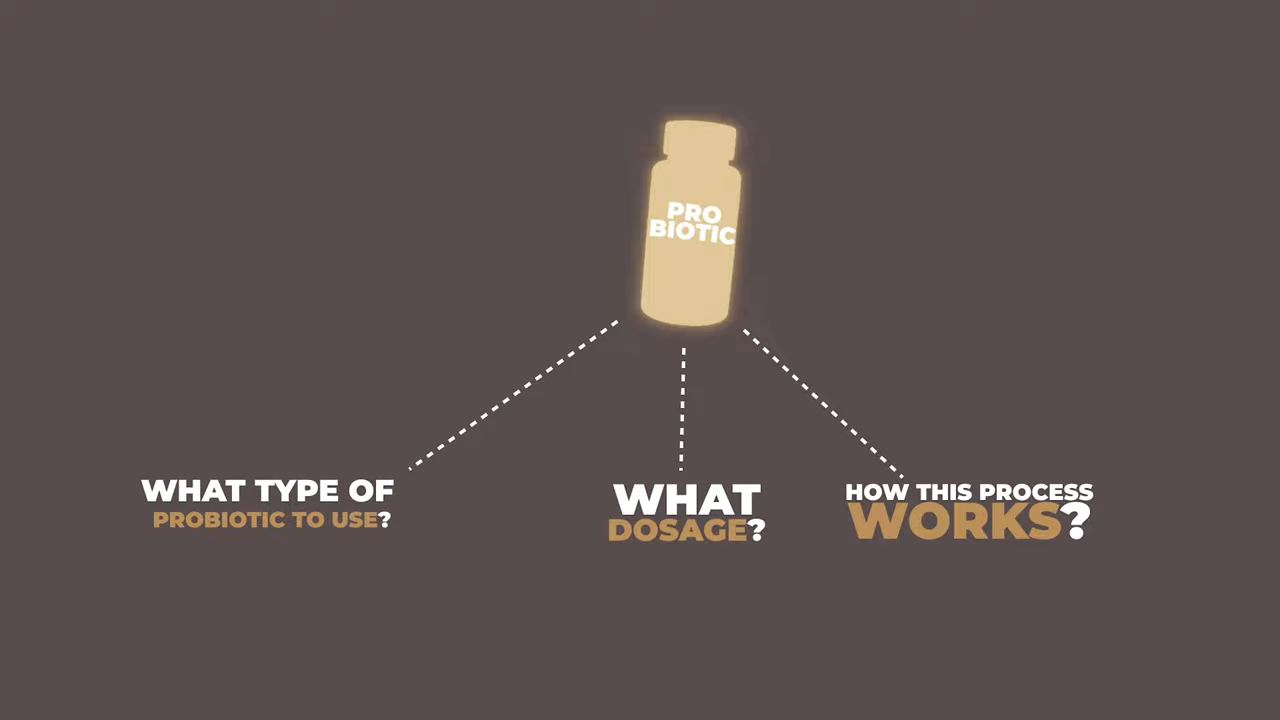 PRO
BIOTIC
WHAT TYPE OF
PROBIOTIC TO USE?
WHAT
DOSAGE?
HOW THIS PROCESS
WORKS?